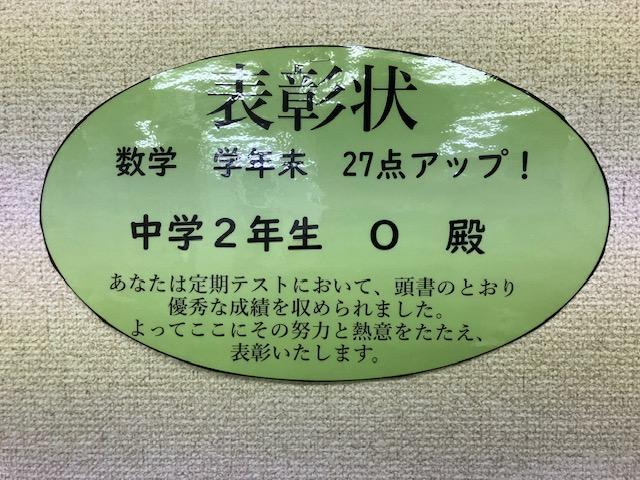 表彰状
数学　学年末　27点アップ！
中学２年生　O　殿
あなたは定期テストにおいて、頭書のとおり
優秀な成績を収められました。
よってここにその努力と熱意をたたえ、
表彰いたします。